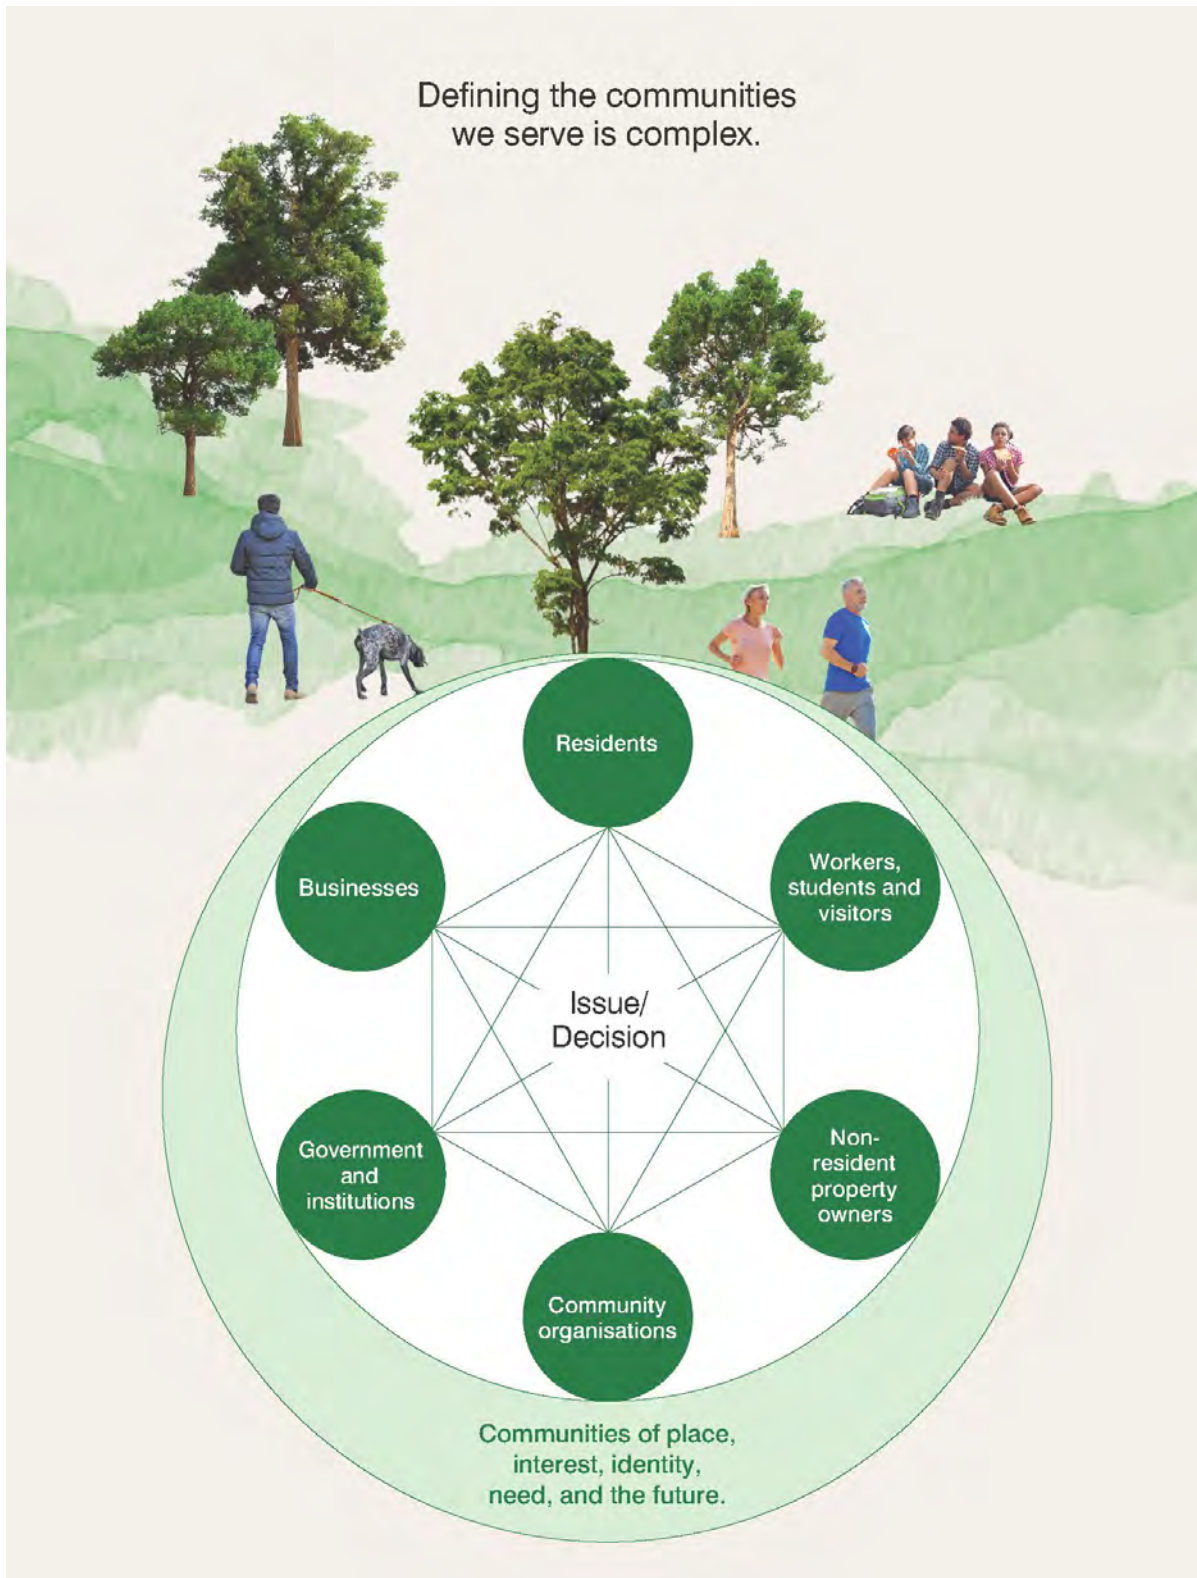 Defining the communities
we serve is complex.
Residents
Businesses
Workers,
students and
visitors
Issue/
Decision
Government
and
institutions
Non-
resident
property
owners
Community
organisations
Communities of place,
interest, identity,
need, and the future.